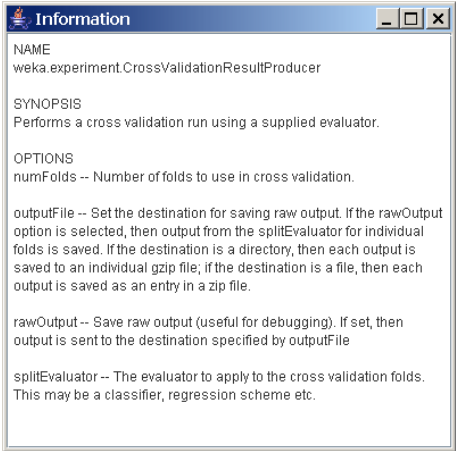 Information
NAME
weka.experiment.CrossValidationResultProducer
SYNOPSIS
Performs a cross validation run using a supplied evaluator.
OPTIONS
numFolds -- Number of folds to use in cross validation.
outputFile -- Set the destination for saving raw output. If the rawOutput
option is selected, then output from the splitEvaluator for individual
folds is saved. If the destination is a directory, then each output is
saved to an individual gzip file; if the destination is a file, then each
output is saved as an entry in a zip file.
rawOutput -- Save raw output (useful for debugging). If set, then
output is sent to the destination specified by outputFile
splitEvaluator -- The evaluator to apply to the cross validation folds.
This may be a classifier, regression scheme etc.